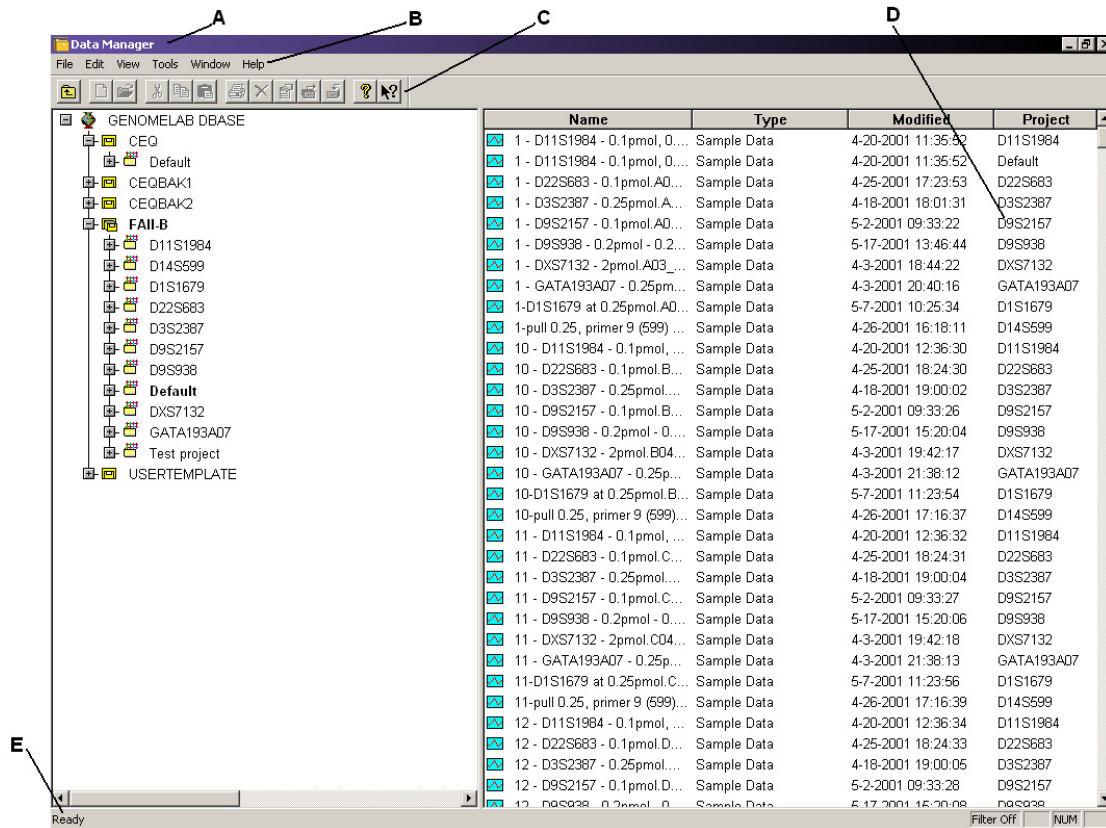 A B C D
Data Manager
File Edit View Tools Window Help
GENOMELAB DBASE
CEQ
Default
CEQBAK1
CEQBAK2
FAII-B
D11S1984
D14S599
D1S1679
D22S683
D3S2387
D9S2157
D9S938
Default
DXS7132
GATA193A07
Test project
USERTEMPLATE
Name Type Modified Project
1 - D11S1984 - 0.1pmol, 0.... Sample Data 4-20-2001 11:35:52 D11S1984
1 - D11S1984 - 0.1pmol, 0.... Sample Data 4-20-2001 11:35:52 Default
1 - D22S683 - 0.1pmol.A0... Sample Data 4-25-2001 17:23:53 D22S683
1 - D3S2387 - 0.25pmol.A... Sample Data 4-18-2001 18:01:31 D3S2387
1 - D9S2157 - 0.1pmol.A0... Sample Data 5-2-2001 09:33:22 D9S2157
1 - D9S938 - 0.2pmol - 0.2... Sample Data 5-17-2001 13:46:44 D9S938
1 - DXS7132 - 2pmol.A03_... Sample Data 4-3-2001 18:44:22 DXS7132
1 - GATA193A07 - 0.25pm... Sample Data 4-3-2001 20:40:16 GATA193A07
1-D1S1679 at 0.25pmol.A0... Sample Data 5-7-2001 10:25:34 D1S1679
1-pull 0.25, primer 9 (599) ... Sample Data 4-26-2001 16:18:11 D14S599
10 - D11S1984 - 0.1pmol, ... Sample Data 4-20-2001 12:36:30 D11S1984
10 - D22S683 - 0.1pmol.B... Sample Data 4-25-2001 18:24:30 D22S683
10 - D3S2387 - 0.25pmol.... Sample Data 4-18-2001 19:00:02 D3S2387
10 - D9S2157 - 0.1pmol.B... Sample Data 5-2-2001 09:33:26 D9S2157
10 - D9S938 - 0.2pmol - 0.... Sample Data 5-17-2001 15:20:04 D9S938
10 - DXS7132 - 2pmol.B04... Sample Data 4-3-2001 19:42:17 DXS7132
10 - GATA193A07 - 0.25p... Sample Data 4-3-2001 21:38:12 GATA193A07
10-D1S1679 at 0.25pmol.B... Sample Data 5-7-2001 11:23:54 D1S1679
10-pull 0.25, primer 9 (599)... Sample Data 4-26-2001 17:16:37 D14S599
11 - D11S1984 - 0.1pmol, ... Sample Data 4-20-2001 12:36:32 D11S1984
11 - D22S683 - 0.1pmol.C... Sample Data 4-25-2001 18:24:31 D22S683
11 - D3S2387 - 0.25pmol.... Sample Data 4-18-2001 19:00:04 D3S2387
11 - D9S2157 - 0.1pmol.C... Sample Data 5-2-2001 09:33:27 D9S2157
11 - D9S938 - 0.2pmol - 0.... Sample Data 5-17-2001 15:20:06 D9S938
11 - DXS7132 - 2pmol.C04... Sample Data 4-3-2001 19:42:18 DXS7132
11 - GATA193A07 - 0.25p... Sample Data 4-3-2001 21:38:13 GATA193A07
11-D1S1679 at 0.25pmol.C... Sample Data 5-7-2001 11:23:56 D1S1679
11-pull 0.25, primer 9 (599)... Sample Data 4-26-2001 17:16:39 D14S599
12 - D11S1984 - 0.1pmol, ... Sample Data 4-20-2001 12:36:34 D11S1984
12 - D22S683 - 0.1pmol.D... Sample Data 4-25-2001 18:24:33 D22S683
12 - D3S2387 - 0.25pmol.... Sample Data 4-18-2001 19:00:05 D3S2387
12 - D9S2157 - 0.1pmol.D... Sample Data 5-2-2001 09:33:28 D9S2157
12 - D9S938 - 0.2pmol - 0.... Sample Data 5-17-2001 15:20:08 D9S938
E
Ready Filter Off NUM